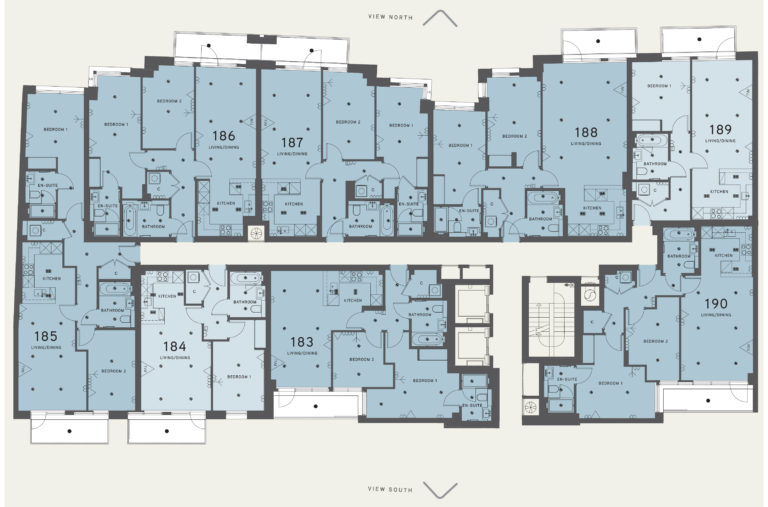 VIEW NORTH
BEDROOM 1
EN-SUITE
BEDROOM 1
BEDROOM 2
186
LIVING/DINING
KITCHEN
EN-SUITE
BATHROOM
C
187
LIVING/DINING
KITCHEN
BEDROOM 2
BEDROOM 1
C
BATHROOM
EN-SUITE
BEDROOM 1
BEDROOM 2
188
LIVING/DINING
KITCHEN
EN-SUITE
C
BATHROOM
BEDROOM 1
189
LIVING/DINING
BATHROOM
KITCHEN
C
KITCHEN
C
BATHROOM
185
LIVING/DINING
BEDROOM 2
KITCHEN
C
BATHROOM
184
LIVING/DINING
BEDROOM 1
KITCHEN
C
BATHROOM
183
LIVING/DINING
BEDROOM 2
BEDROOM 1
EN-SUITE
BATHROOM
KITCHEN
190
LIVING/DINING
C
BEDROOM 2
EN-SUITE
BEDROOM 1
VIEW SOUTH